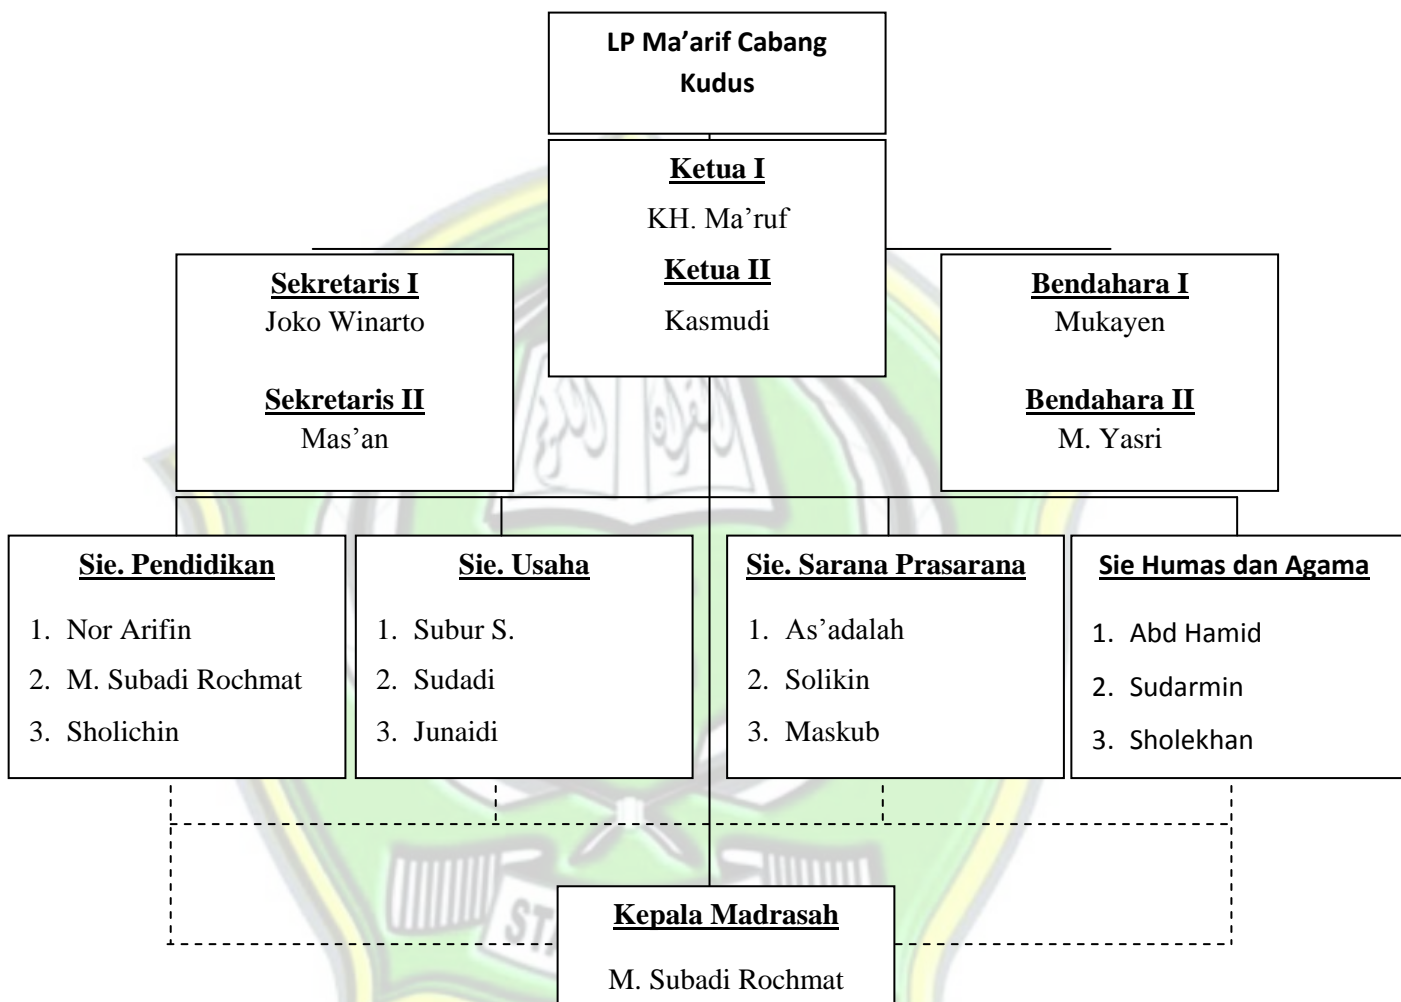 LP Ma’arif Cabang
Kudus
Ketua I
KH. Ma’ruf
Ketua II
Kasmudi
Sekretaris I
Joko Winarto
Sekretaris II
Mas’an
Bendahara I
Mukayen
Bendahara II
M. Yasri
Sie. Pendidikan
1. Nor Arifin
2. M. Subadi Rochmat
3. Sholichin
Sie. Usaha
1. Subur S.
2. Sudadi
3. Junaidi
Sie. Sarana Prasarana
1. As’adalah
2. Solikin
3. Maskub
Sie Humas dan Agama
1. Abd Hamid
2. Sudarmin
3. Sholekhan
Kepala Madrasah
M. Subadi Rochmat